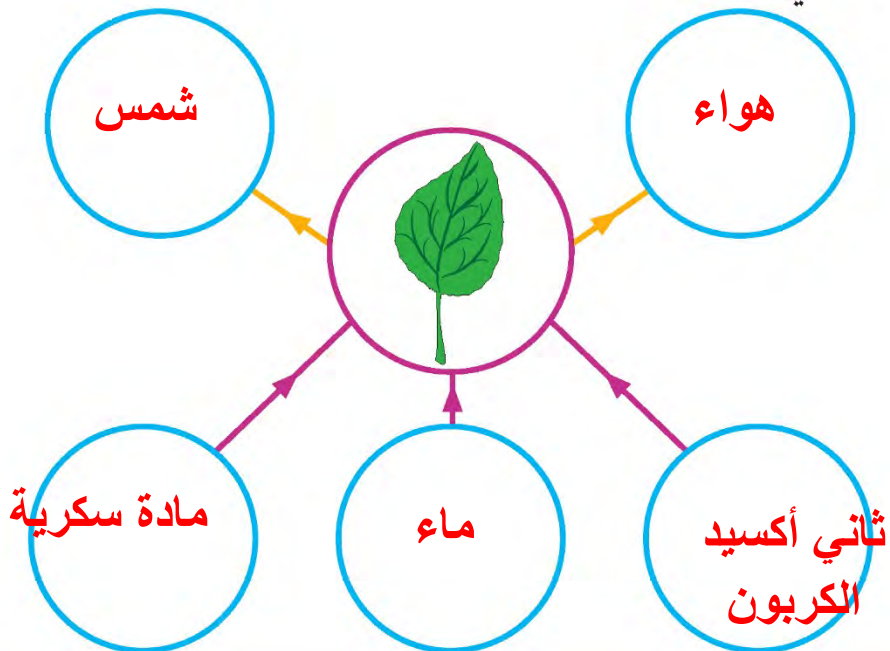 هواء
شمس
مادة سكرية
ماء
ثاني أكسيد
الكربون